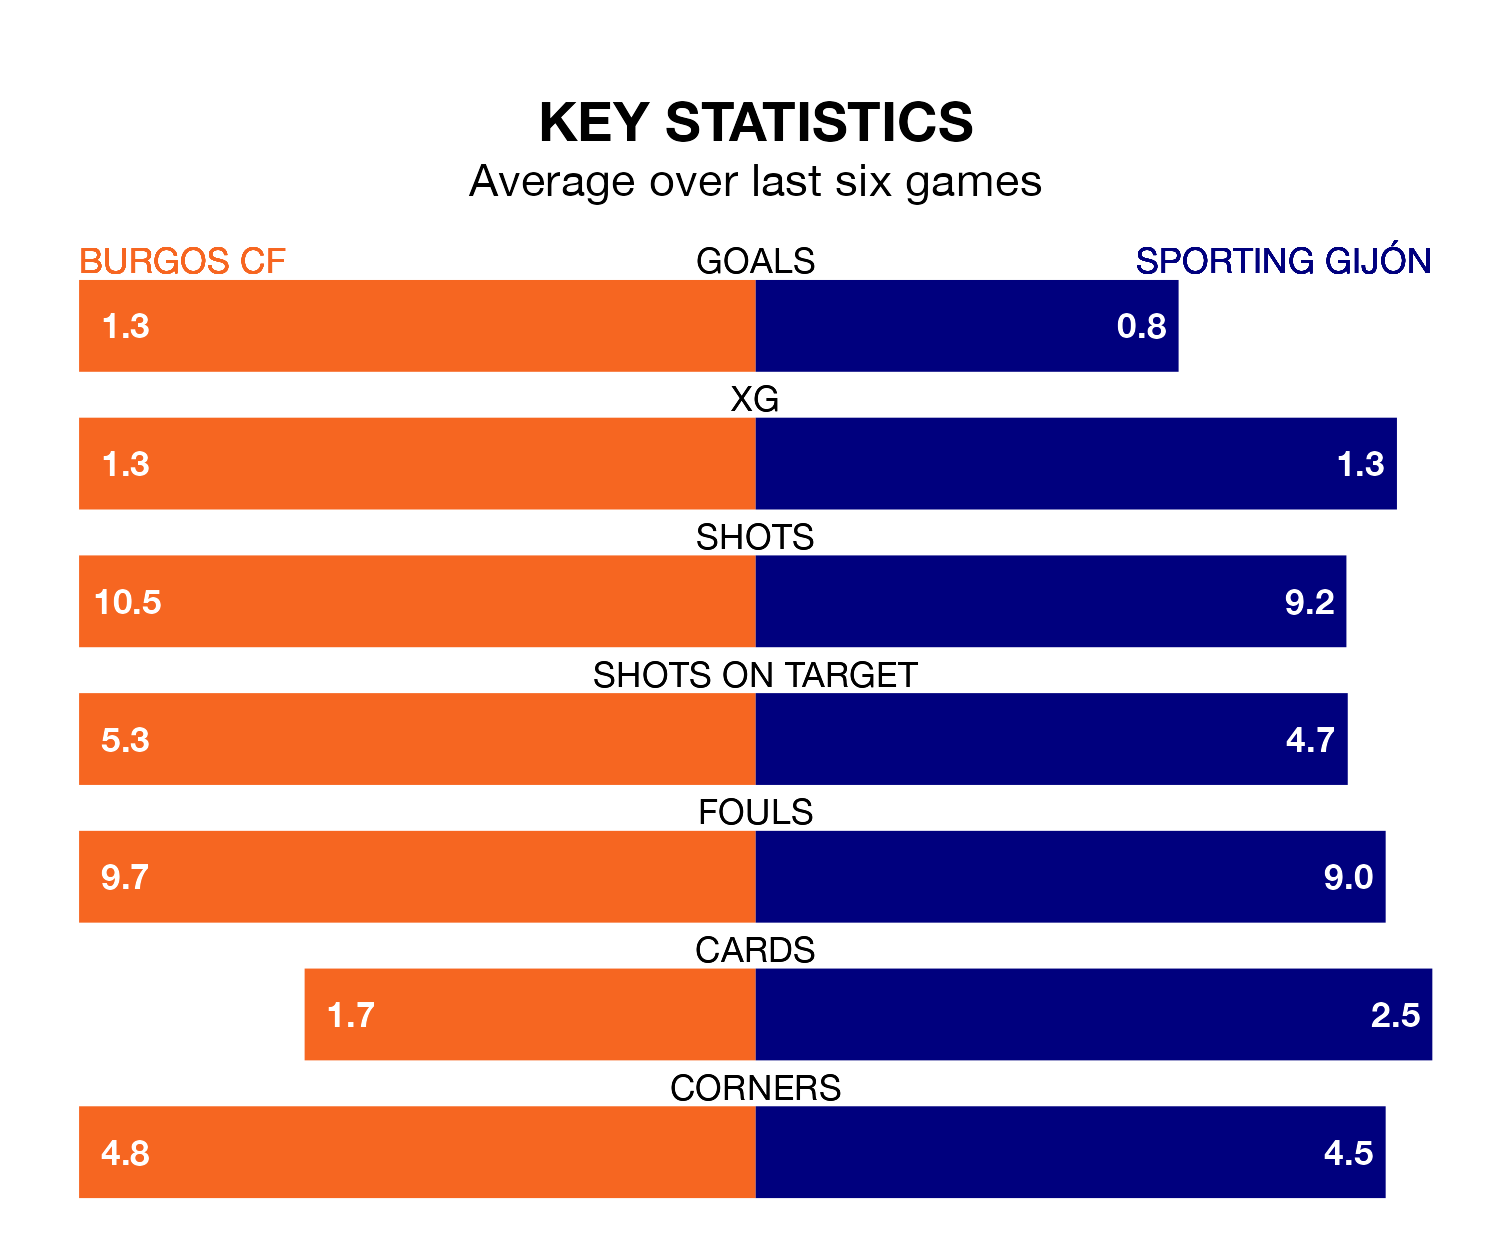 KEY STATISTICS
Average over last six games
BURGOS CF GOALS SPORTING GIJÓN
1.3 0.8
XG
1.3 1.3
SHOTS
10.5 9.2
SHOTS ON TARGET
5.3 4.7
FOULS
9.7 9.0
CARDS
1.7 2.5
CORNERS
4.8 4.5